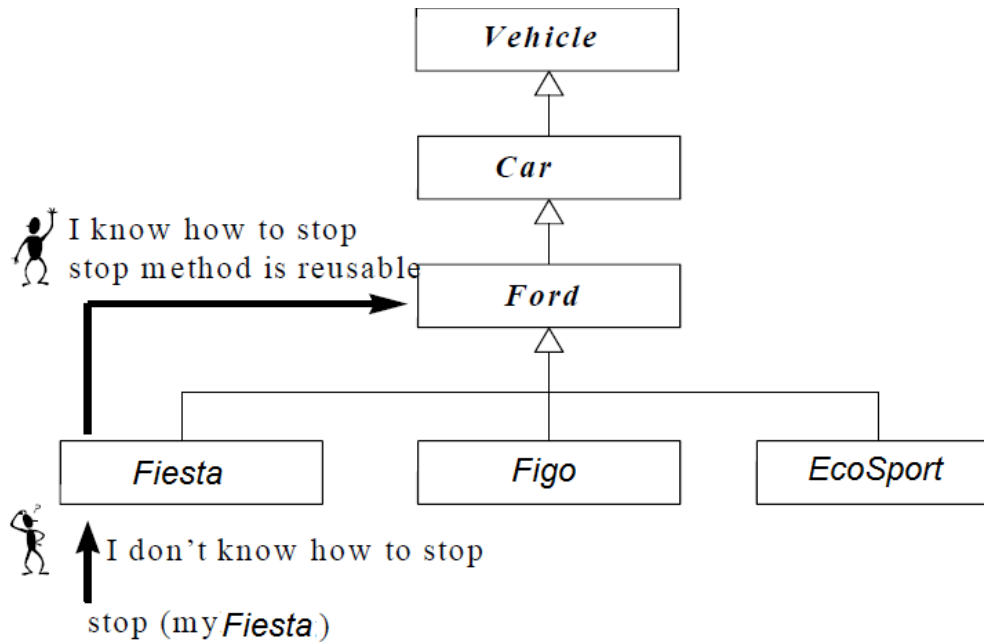 Vehicle
Car
I know how to stop
stop method is reusable
Ford
Fiesta
Figo
EcoSport
?
I don't know how to stop
stop (my Fiesta )